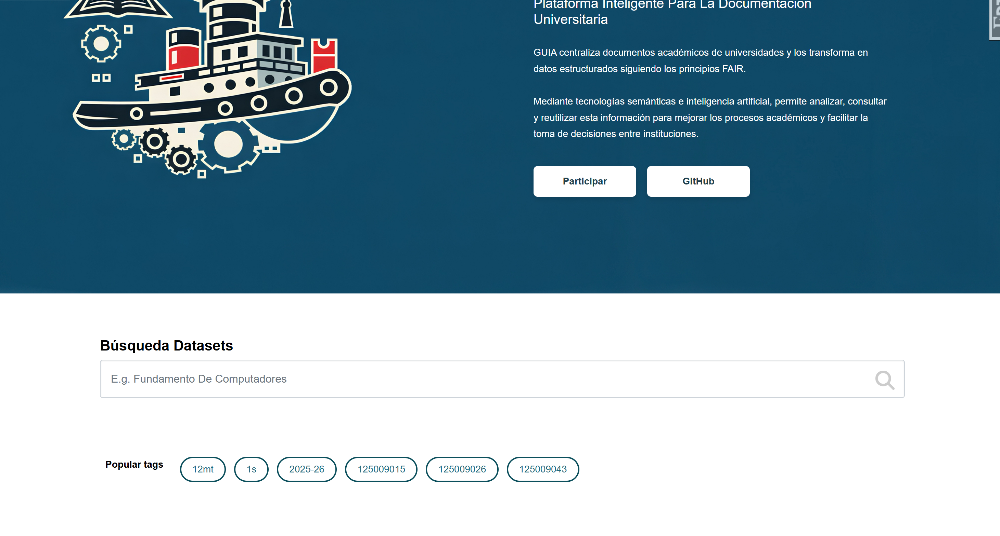 Plataforma Inteligente Para La Documentación
Universitaria
GUIA centraliza documentos académicos de universidades y los transforma en
datos estructurados siguiendo los principios FAIR.
Mediante tecnologías semánticas e inteligencia artificial, permite analizar, consultar
y reutilizar esta información para mejorar los procesos académicos y facilitar la
toma de decisiones entre instituciones.
Participar
GitHub
Búsqueda Datasets
E.g. Fundamento De Computadores
Popular tags
12mt
1s
2025-26
125009015
125009026
125009043